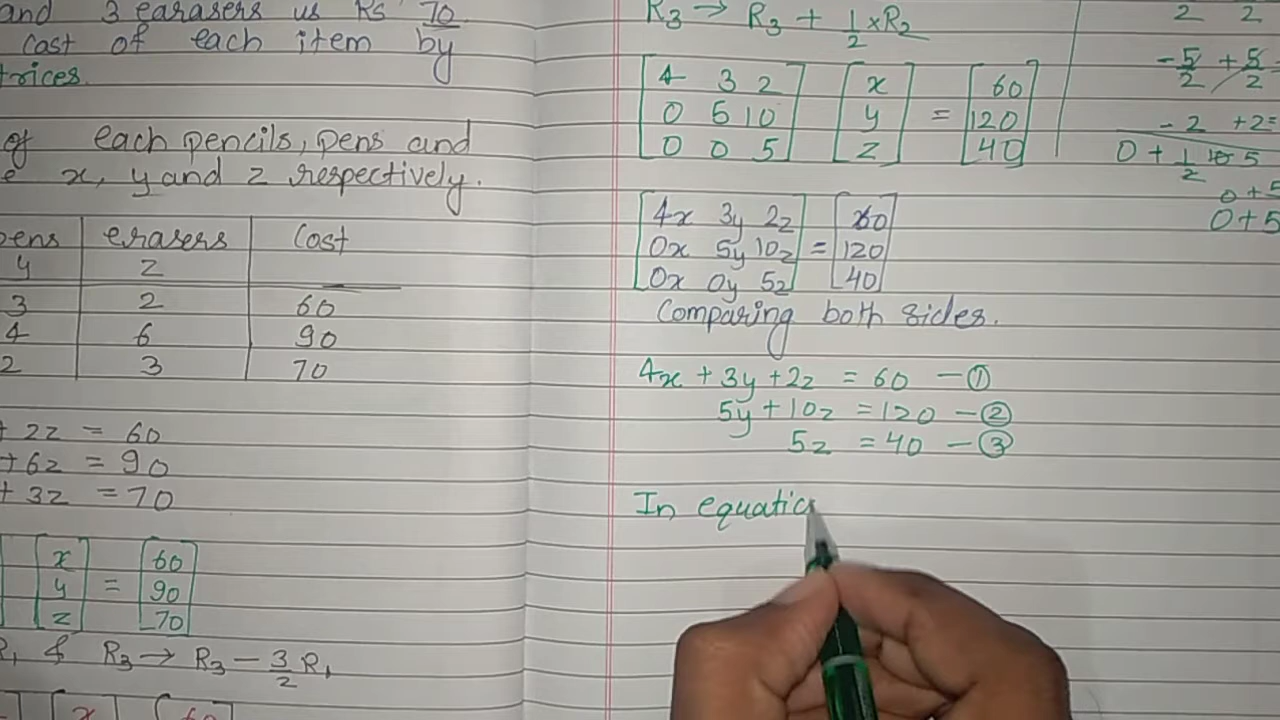 and 3 earasers is Rs 70
cost of each item by
trices.
of each pencils, pens and
x, y and z respectively.
pens erasers Cost
y z
3 2 60
4 6 90
2 3 70
+ 2z = 60
+ 6z = 90
+ 3z = 70
[x y z] = [60 90 70]
R₁ & R₃ → R₃ - 3/2 R₁
R₃ → R₃ + 1/2 × R₂
4 3 2 x 60
0 5 10 y = 120
0 0 5 z 40
4x 3y 2z 60
0x 5y 10z = 120
0x 0y 5z 40
Comparing both sides.
4x + 3y + 2z = 60 - ①
5y + 10z = 120 - ②
5z = 40 - ③
In equatio
2 2
-5/2 + 5/2
- 2 + 2 =
0 + 1/2 10 5
0 + 5
0 + 5